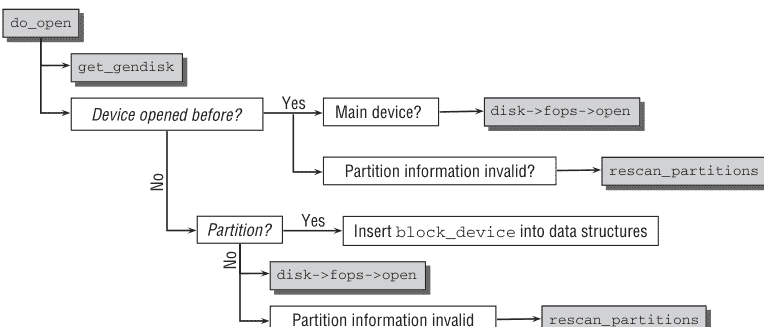 do_open
get_gendisk
Device opened before?
Yes
Main device?
disk->fops->open
Partition information invalid?
rescan_partitions
No
Partition?
Yes
Insert block_device into data structures
No
disk->fops->open
Partition information invalid
rescan_partitions